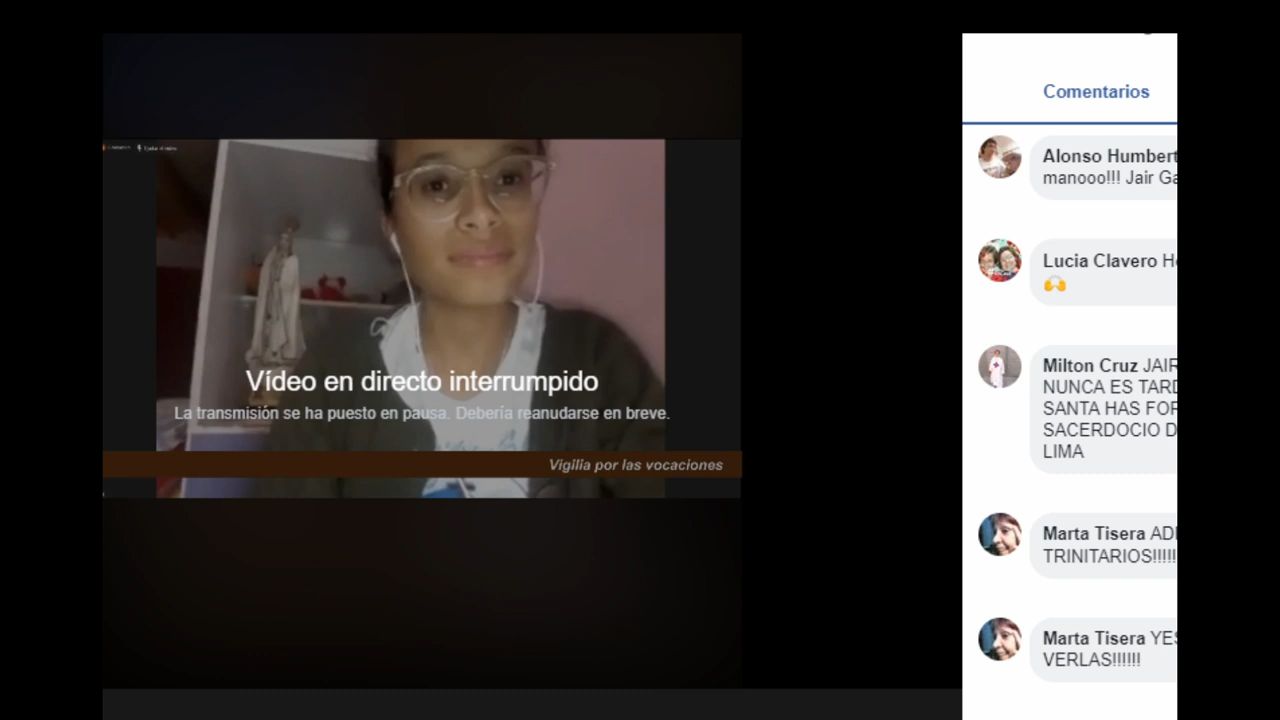 Vídeo en directo interrumpido
La transmisión se ha puesto en pausa. Debería reanudarse en breve.
Vigilia por las vocaciones
Comentarios
Alonso Humbert
manooo!!! Jair Ga
Lucia Clavero
Milton Cruz JAIR
NUNCA ES TARD
SANTA HAS FOR
SACERDOCIO D
LIMA
Marta Tisera ADI
TRINITARIOS!!!!!
Marta Tisera YES
VERLAS!!!!!!